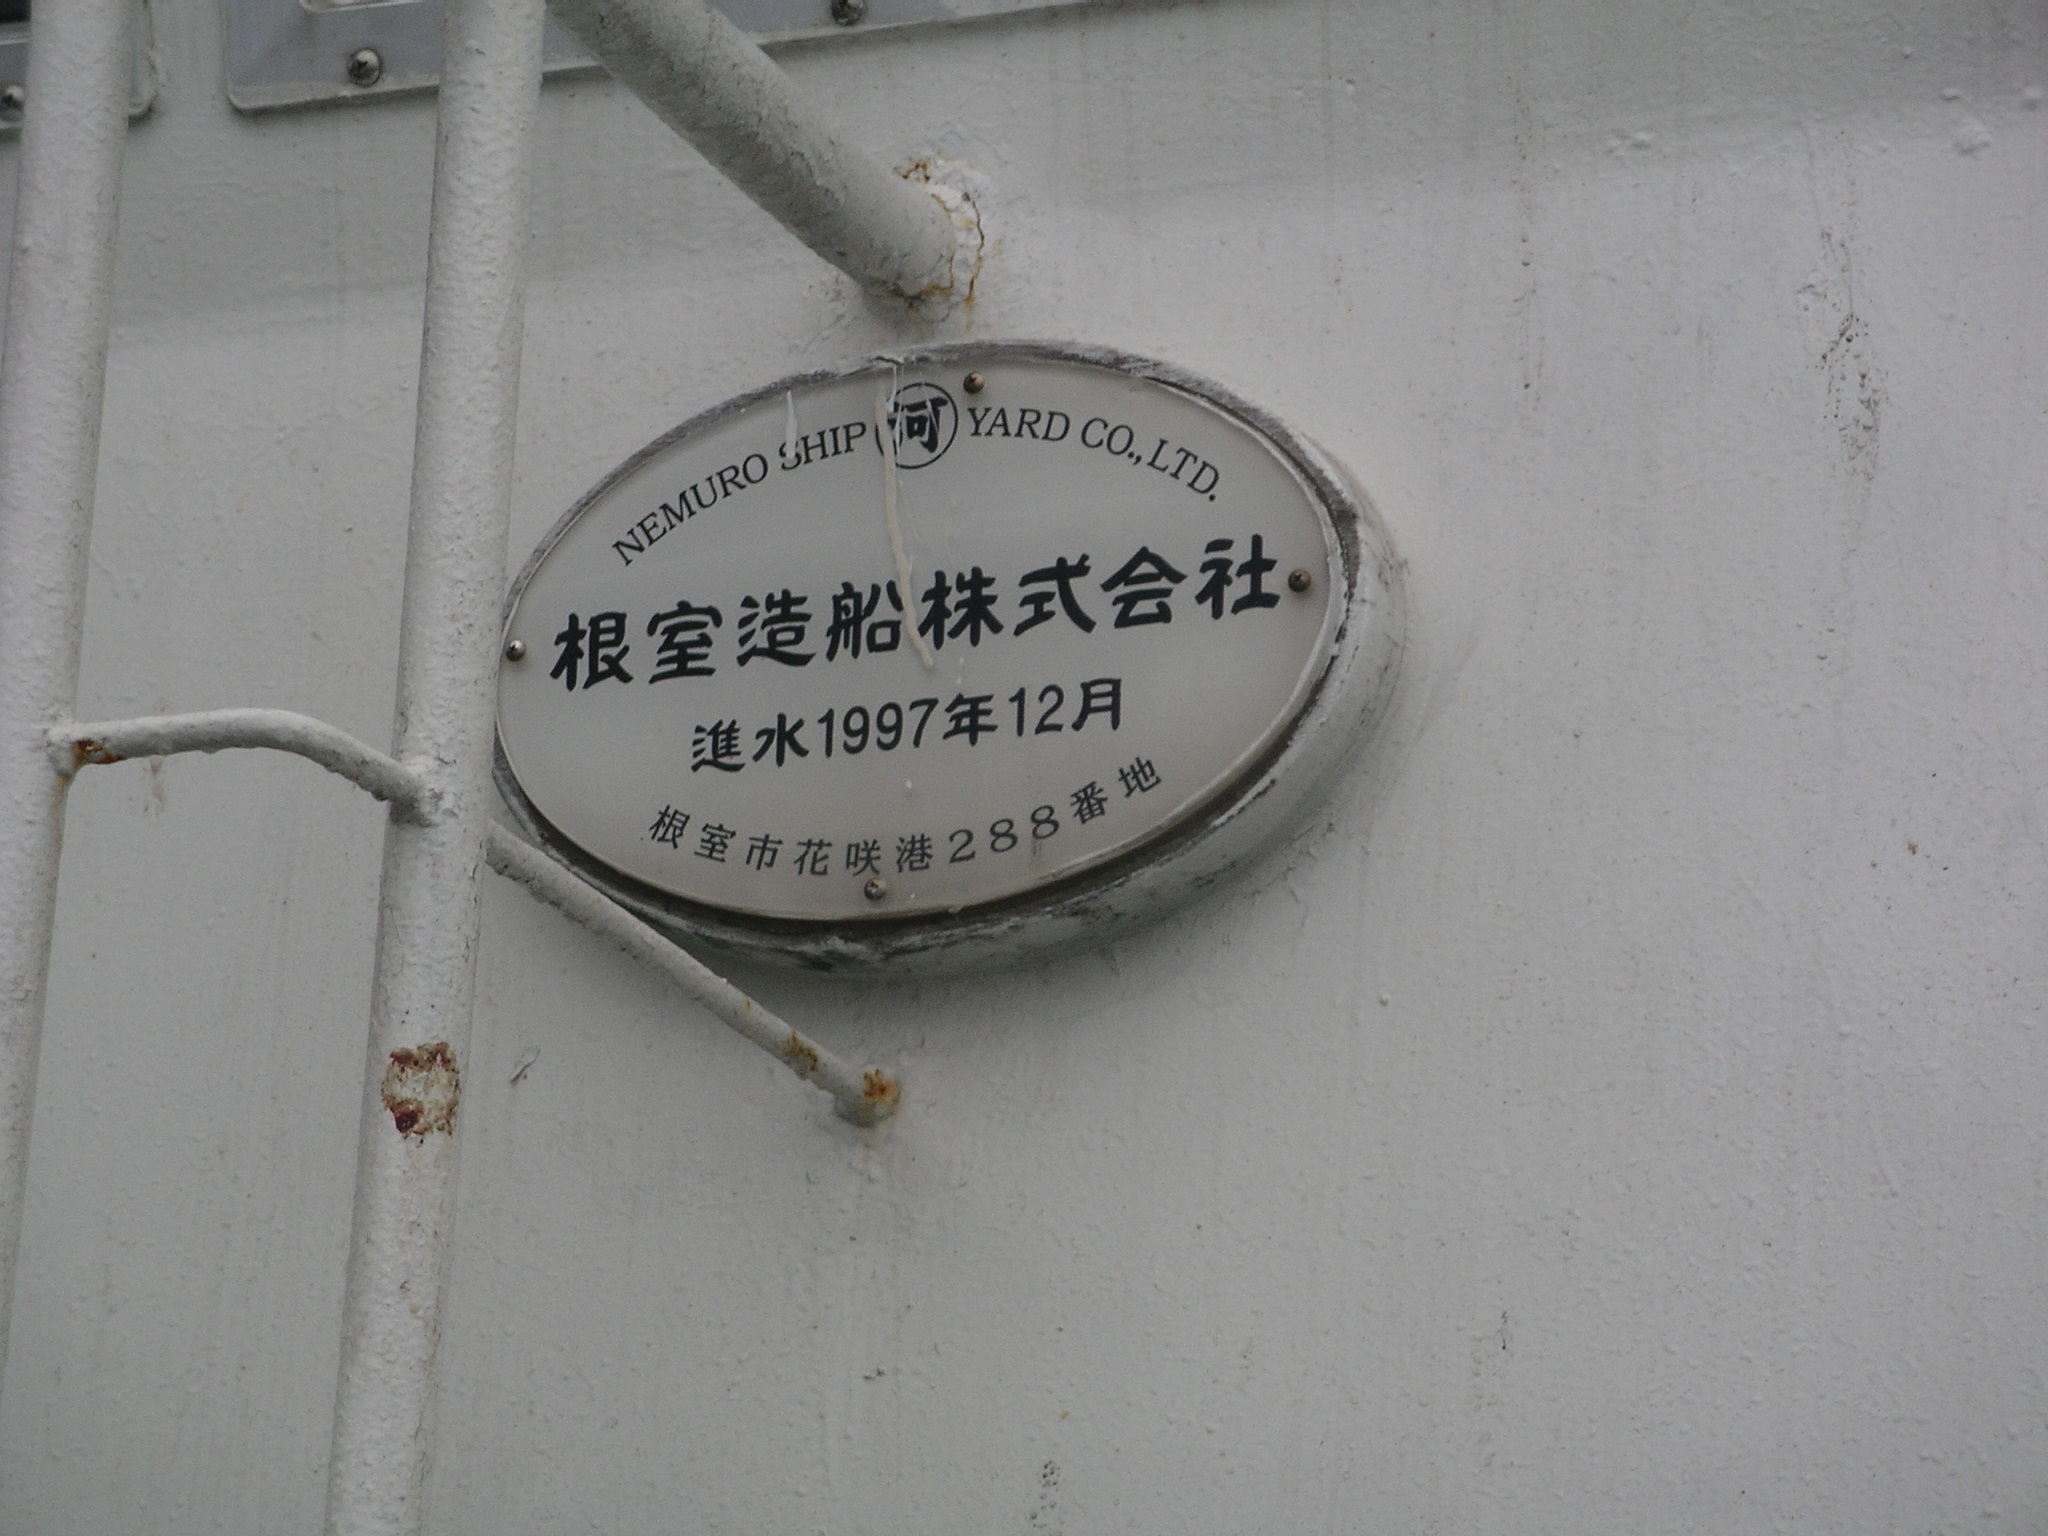 NEMURO SHIP 河 YARD CO., LTD.
根室造船株式会社
進水1997年12月
根室市花咲港288番地